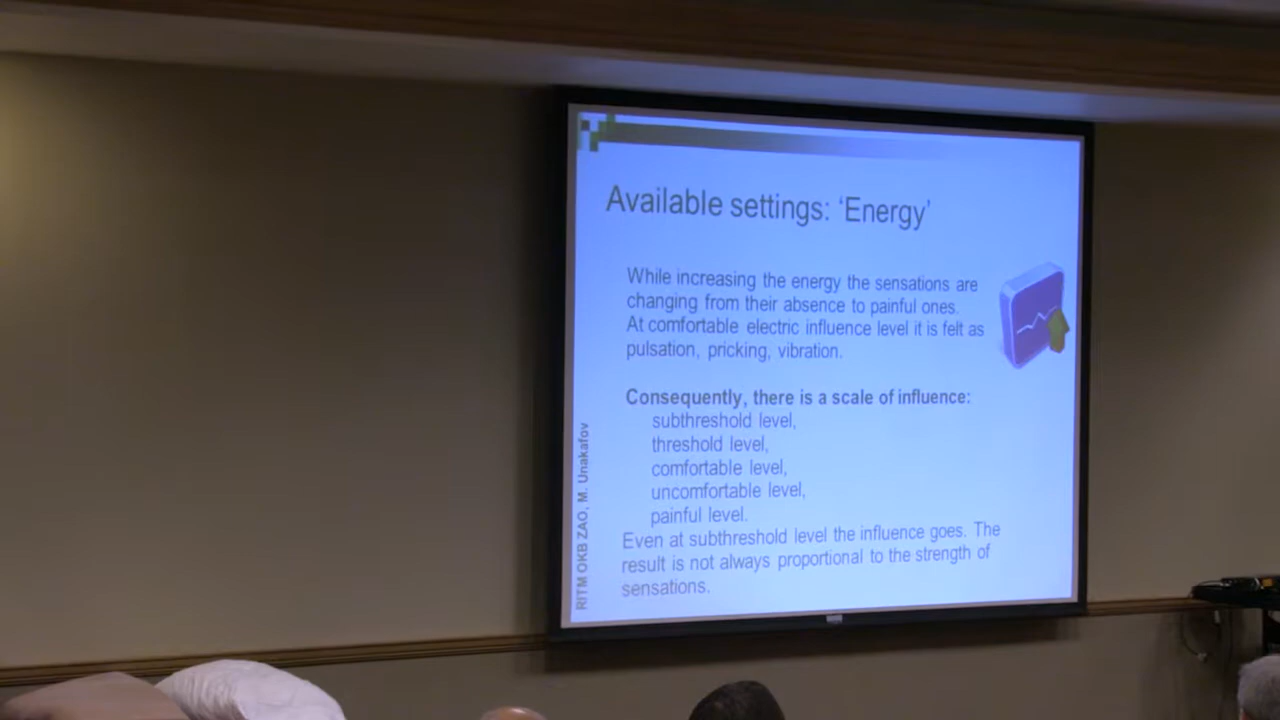 Available settings: ‘Energy’
While increasing the energy the sensations are
changing from their absence to painful ones.
At comfortable electric influence level it is felt as
pulsation, pricking, vibration.
Consequently, there is a scale of influence:
subthreshold level,
threshold level,
comfortable level,
uncomfortable level,
painful level.
Even at subthreshold level the influence goes. The
result is not always proportional to the strength of
sensations.
RITM OKB ZAO, M. Unakafov